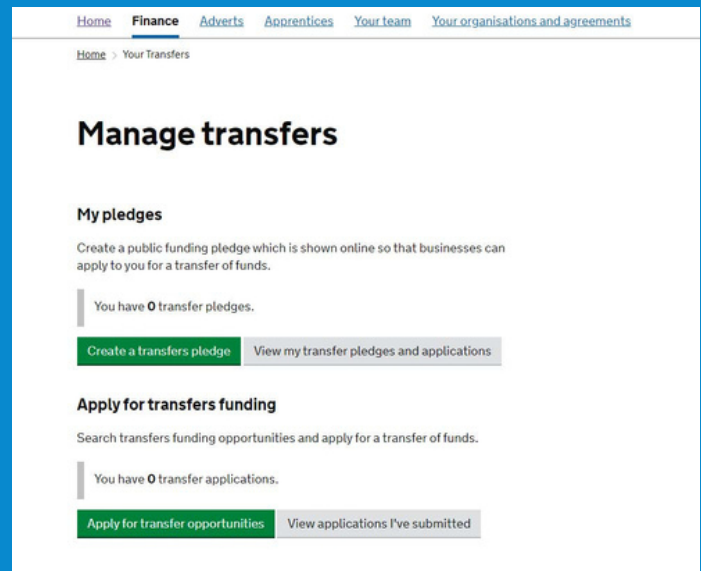 Home Finance Adverts Apprentices Your team Your organisations and agreements
Home > Your Transfers
Manage transfers
My pledges
Create a public funding pledge which is shown online so that businesses can
apply to you for a transfer of funds.
You have 0 transfer pledges.
Create a transfers pledge View my transfer pledges and applications
Apply for transfers funding
Search transfers funding opportunities and apply for a transfer of funds.
You have 0 transfer applications.
Apply for transfer opportunities View applications I've submitted